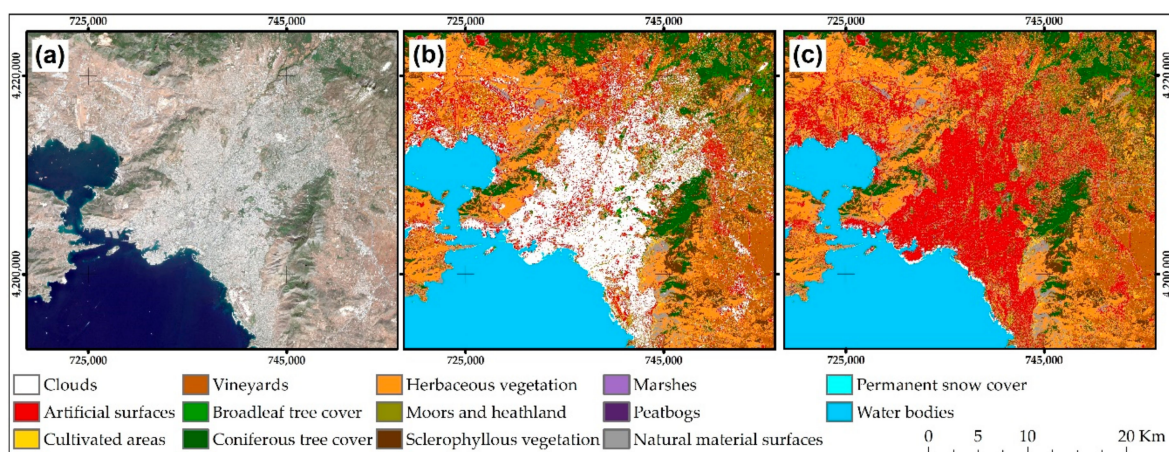 725,000 745,000 725,000 745,000 725,000 745,000
(a) (b) (c)
4,220,000 4,220,000
4,200,000 4,200,000
725,000 745,000 725,000 745,000 725,000 745,000
Clouds Vineyards Herbaceous vegetation Marshes Permanent snow cover
Artificial surfaces Broadleaf tree cover Moors and heathland Peatbogs Water bodies
Cultivated areas Coniferous tree cover Sclerophyllous vegetation Natural material surfaces
0 5 10 20 Km